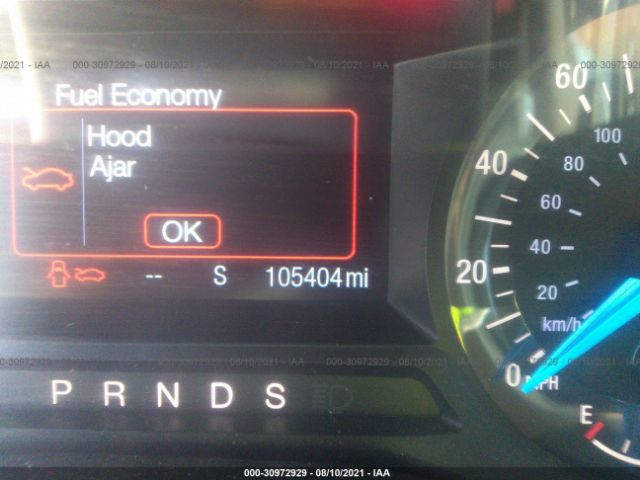 000-30972929 - 08/10/2021 - IAA
Fuel Economy
Hood
Ajar
OK
-- S 105404 mi
P R N D S
0 20 40 60
20 40 60 80 100
km/h
MPH
E
000-30972929 - 08/10/2021 - IAA